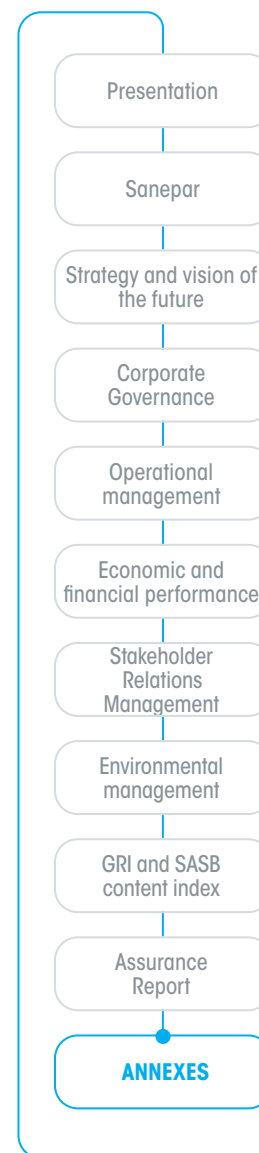 Presentation
Sanepar
Strategy and vision of
the future
Corporate
Governance
Operational
management
Economic and
financial performance
Stakeholder
Relations
Management
Environmental
management
GRI and SASB
content index
Assurance
Report
ANNEXES